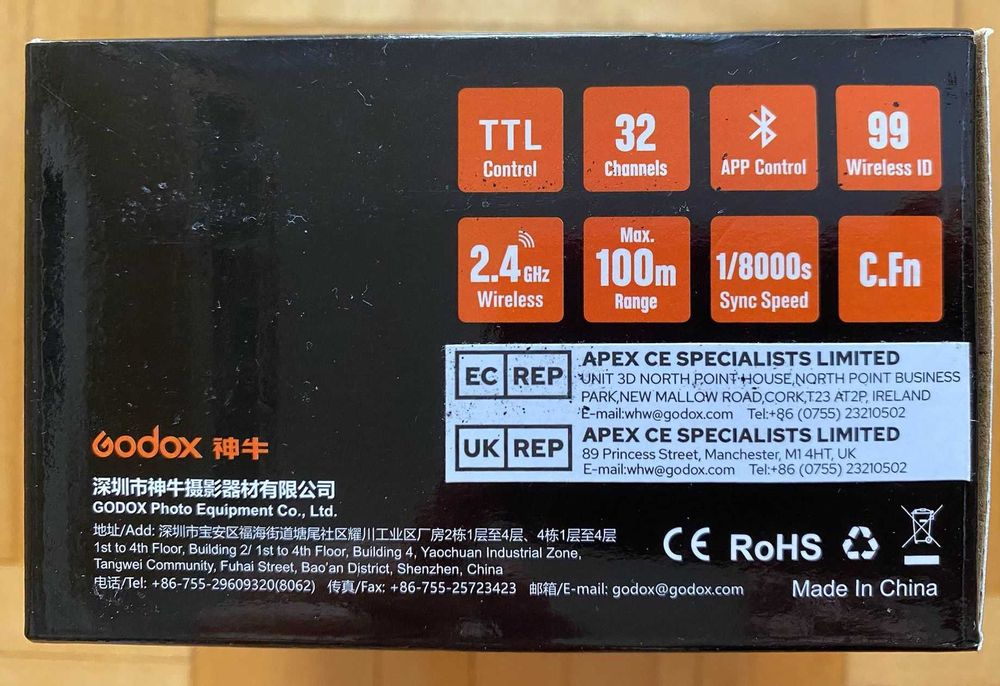 TTL
Control
32
Channels
APP Control
99
Wireless ID
2.4GHz
Wireless
Max.
100m
Range
1/8000s
Sync Speed
C.Fn
EC REP
APEX CE SPECIALISTS LIMITED
UNIT 3D NORTH POINT HOUSE,NORTH POINT BUSINESS
PARK,NEW MALLOW ROAD,CORK,T23 AT2P, IRELAND
E-mail:whw@godox.com Tel:+86 (0755) 23210502
UK REP
APEX CE SPECIALISTS LIMITED
89 Princess Street, Manchester, M1 4HT, UK
E-mail:whw@godox.com Tel:+86 (0755) 23210502
Godox 神牛
深圳市神牛摄影器材有限公司
GODOX Photo Equipment Co., Ltd.
地址/Add: 深圳市宝安区福海街道塘尾社区耀川工业区厂房2栋1层至4层、4栋1层至4层
1st to 4th Floor, Building 2/ 1st to 4th Floor, Building 4, Yaochuan Industrial Zone,
Tangwei Community, Fuhai Street, Bao'an District, Shenzhen, China
电话/Tel: +86-755-29609320(8062) 传真/Fax: +86-755-25723423 邮箱/E-mail: godox@godox.com
CE RoHS
Made In China